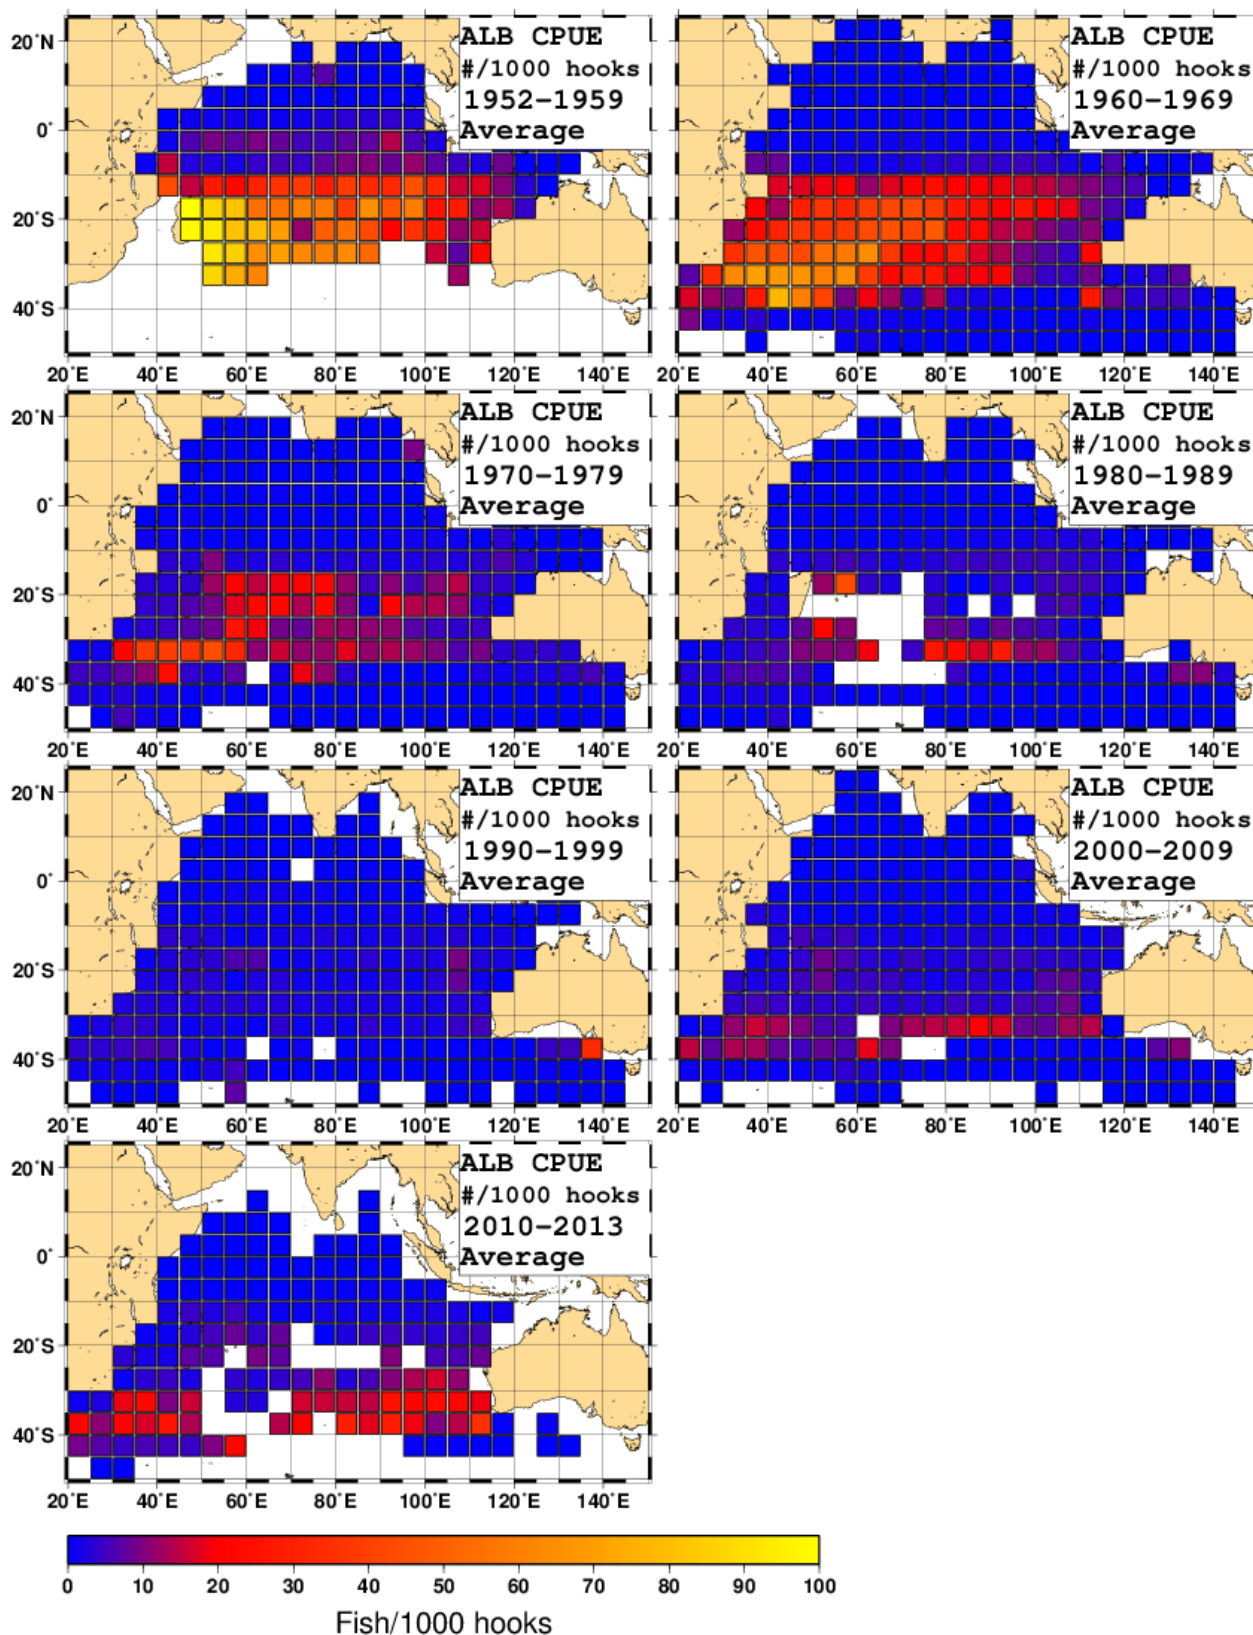 20°N
0°
20°S
40°S
ALB CPUE
#/1000 hooks
1952-1959
Average
20°E 40°E 60°E 80°E 100°E 120°E 140°E
ALB CPUE
#/1000 hooks
1960-1969
Average
20°E 40°E 60°E 80°E 100°E 120°E 140°E
20°N
0°
20°S
40°S
ALB CPUE
#/1000 hooks
1970-1979
Average
20°E 40°E 60°E 80°E 100°E 120°E 140°E
ALB CPUE
#/1000 hooks
1980-1989
Average
20°E 40°E 60°E 80°E 100°E 120°E 140°E
20°N
0°
20°S
40°S
ALB CPUE
#/1000 hooks
1990-1999
Average
20°E 40°E 60°E 80°E 100°E 120°E 140°E
ALB CPUE
#/1000 hooks
2000-2009
Average
20°E 40°E 60°E 80°E 100°E 120°E 140°E
20°N
0°
20°S
40°S
ALB CPUE
#/1000 hooks
2010-2013
Average
20°E 40°E 60°E 80°E 100°E 120°E 140°E
0 10 20 30 40 50 60 70 80 90 100
Fish/1000 hooks